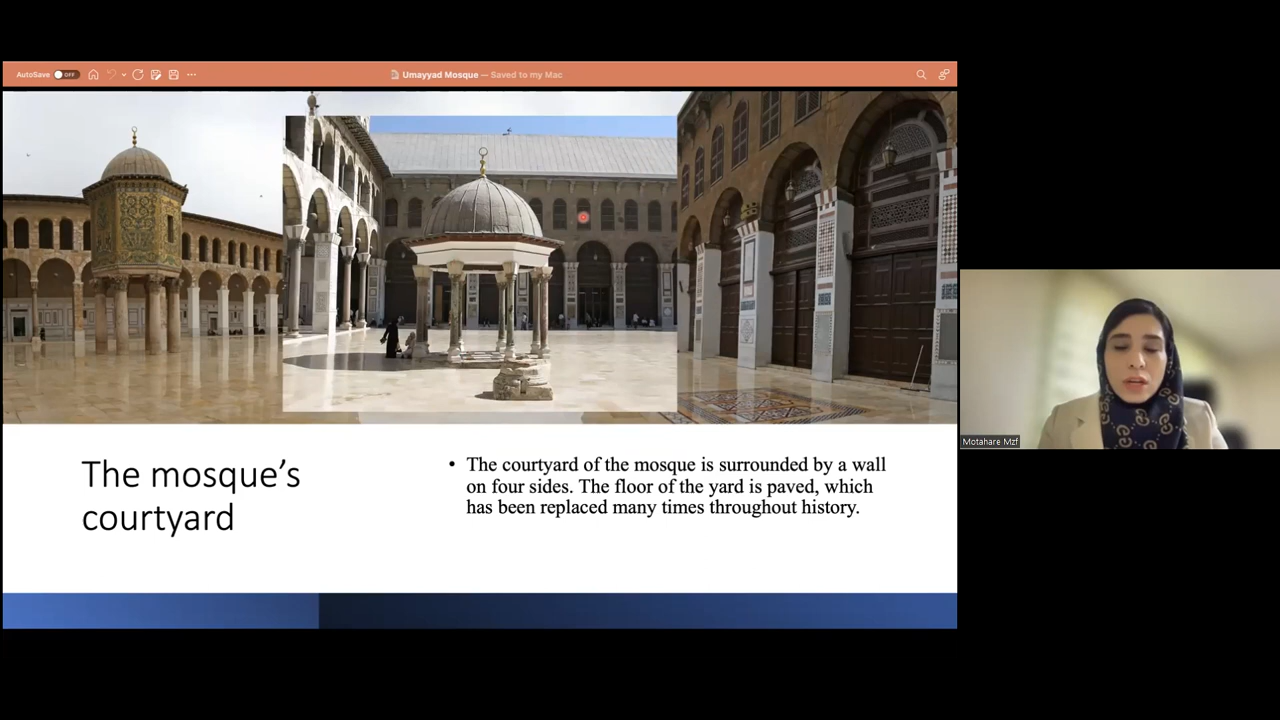 AutoSave OFF
Umayyad Mosque — Saved to my Mac
The mosque’s
courtyard
• The courtyard of the mosque is surrounded by a wall
on four sides. The floor of the yard is paved, which
has been replaced many times throughout history.
Motahare Mzf